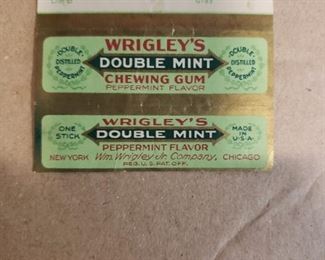 WRIGLEY'S
DOUBLE DISTILLED PEPPERMINT DOUBLE MINT DOUBLE DISTILLED PEPPERMINT
CHEWING GUM
PEPPERMINT FLAVOR
WRIGLEY'S
ONE STICK DOUBLE MINT MADE IN U.S.A.
PEPPERMINT FLAVOR
NEW YORK Wm. Wrigley Jr. Company, CHICAGO
REG. U.S. PAT. OFF.